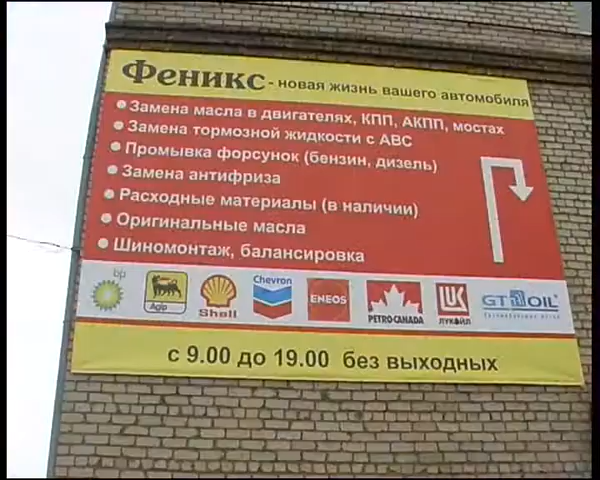 Феникс - новая жизнь вашего автомобиля
Замена масла в двигателях, КПП, АКПП, мостах
Замена тормозной жидкости с АВС
Промывка форсунок (бензин, дизель)
Замена антифриза
Расходные материалы (в наличии)
Оригинальные масла
Шиномонтаж, балансировка
bp Agip Shell Chevron ENEOS PETRO-CANADA LUK ЛУКОЙЛ GT OIL
с 9.00 до 19.00 без выходных